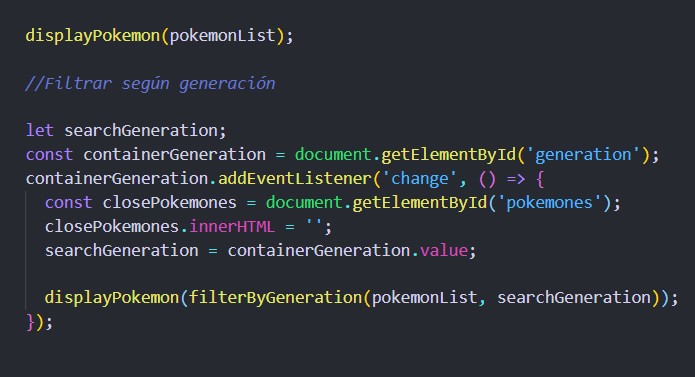 displayPokemon(pokemonList);
//Filtrar según generación
let searchGeneration;
const containerGeneration = document.getElementById('generation');
containerGeneration.addEventListener('change', () => {
const closePokemones = document.getElementById('pokemones');
closePokemones.innerHTML = '';
searchGeneration = containerGeneration.value;
displayPokemon(filterByGeneration(pokemonList, searchGeneration));
});